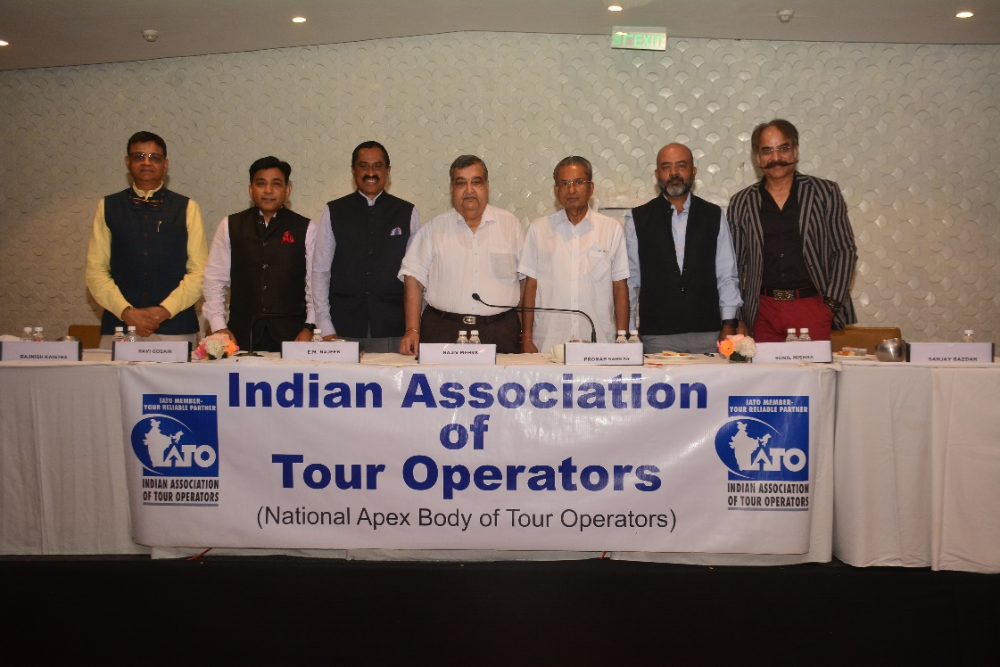 EXIT
RAJNISH KAISTHA
RAVI GOSAIN
E.M. NAJEEB
RAJIV MEHRA
PRONAB SARKAR
SUNIL MISHRA
SANJAY RAZDAN
IATO MEMBER-
YOUR RELIABLE PARTNER
IATO
INDIAN ASSOCIATION
OF TOUR OPERATORS
Indian Association
of
Tour Operators
(National Apex Body of Tour Operators)
IATO MEMBER-
YOUR RELIABLE PARTNER
IATO
INDIAN ASSOCIATION
OF TOUR OPERATORS